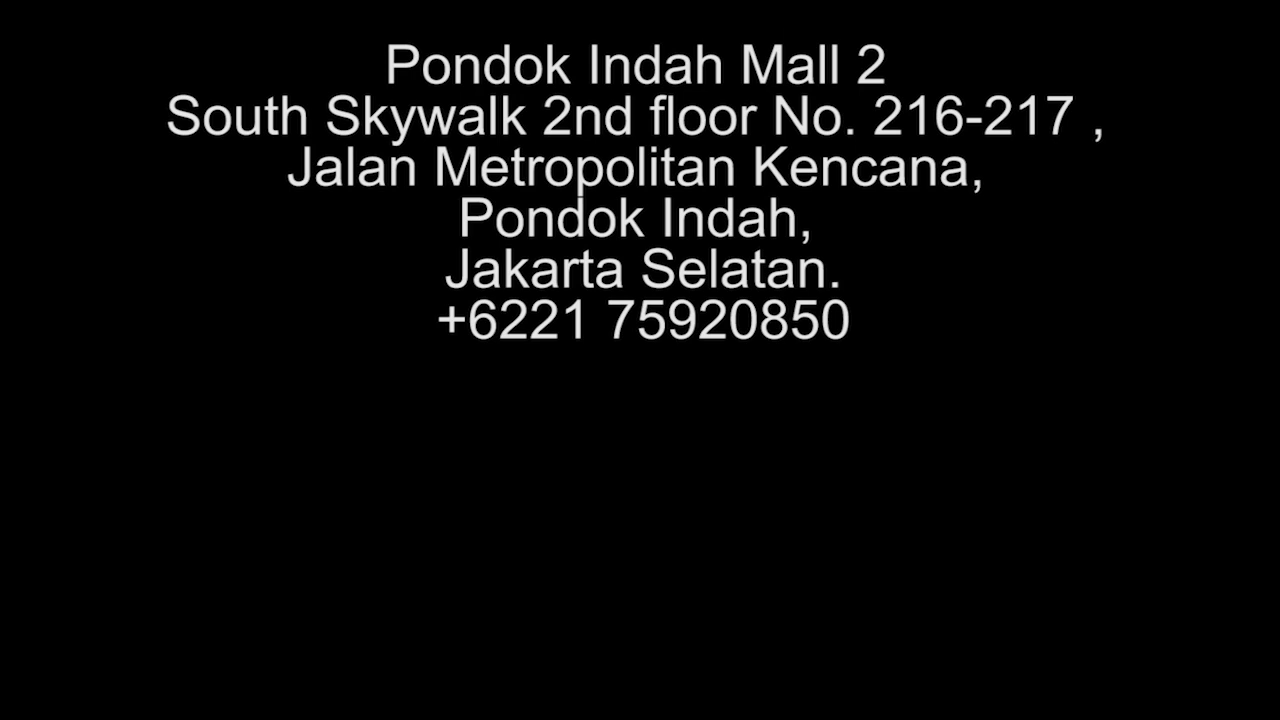 Pondok Indah Mall 2
South Skywalk 2nd floor No. 216-217 ,
Jalan Metropolitan Kencana,
Pondok Indah,
Jakarta Selatan.
+6221 75920850